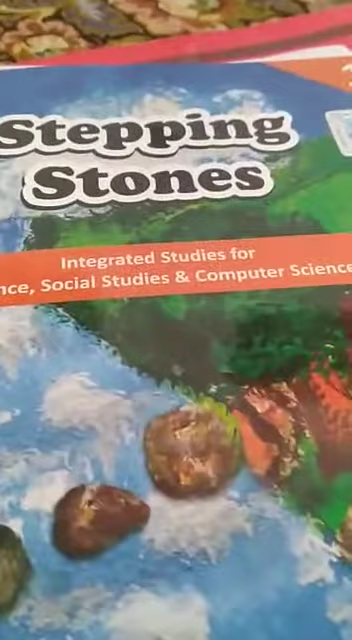 Stepping
Stones
Integrated Studies for
nce, Social Studies & Computer Science